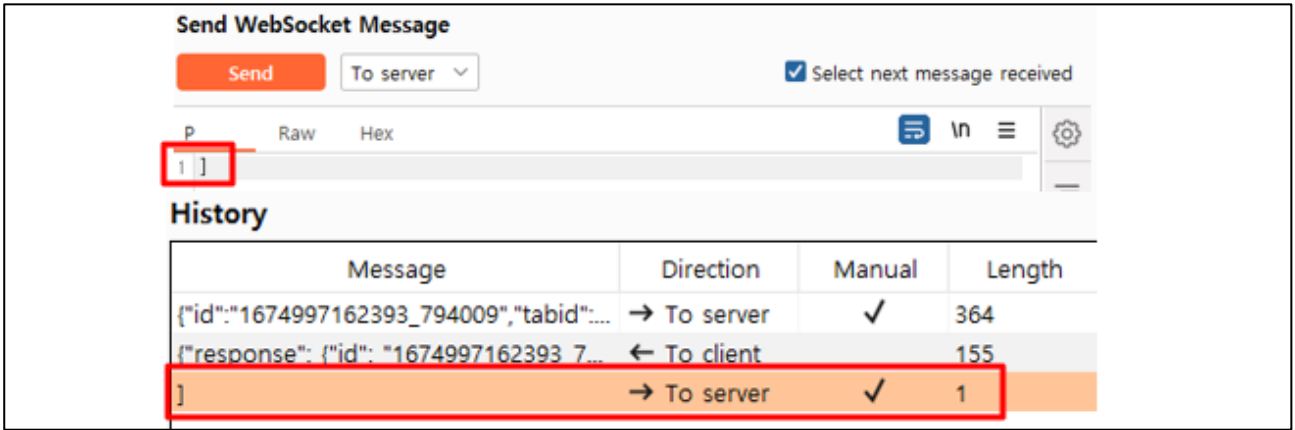 Send WebSocket Message
Send To server Select next message received
P Raw Hex \n
1 ]
History
Message Direction Manual Length
{"id":"1674997162393_794009","tabid":... → To server ✓ 364
{"response": {"id": "1674997162393_7... ← To client 155
] → To server ✓ 1